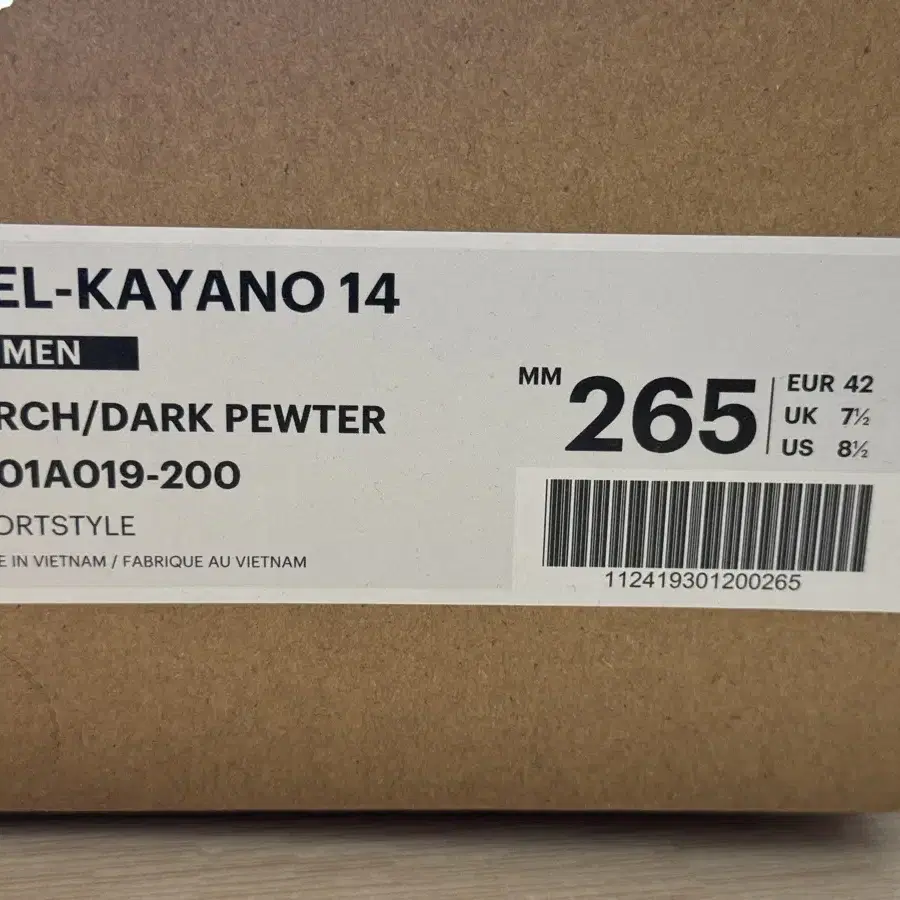 EL-KAYANO 14
MEN
RCH/DARK PEWTER
01A019-200
ORTSTYLE
E IN VIETNAM / FABRIQUE AU VIETNAM
MM 265
EUR 42
UK 7½
US 8½
112419301200265